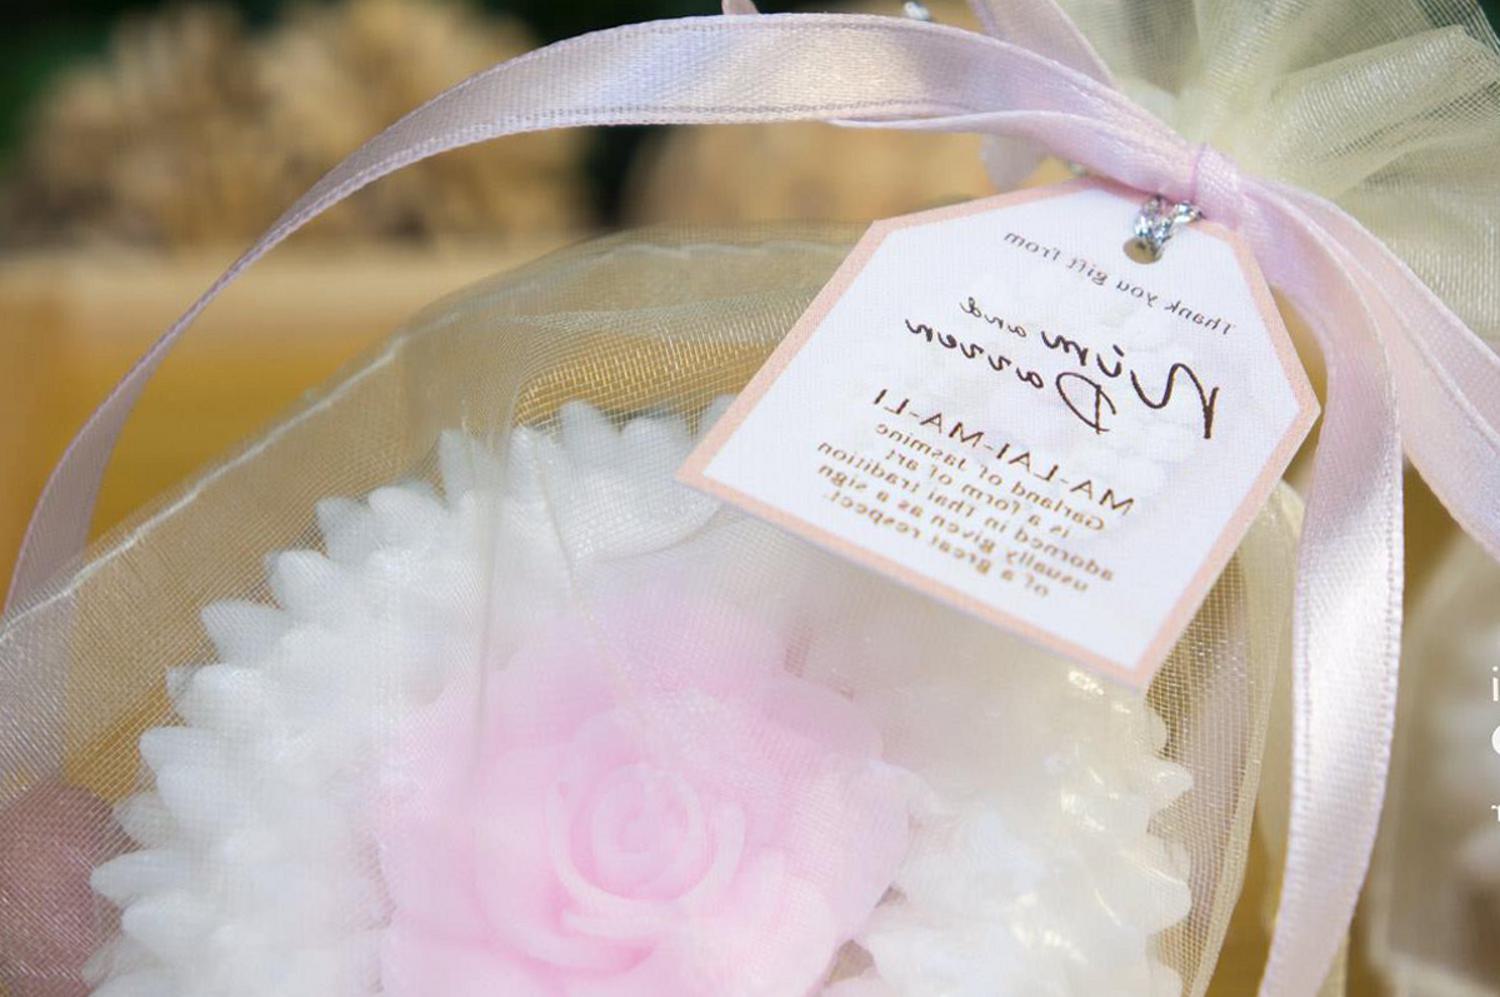 Thank you gift from
Nim and
Darren
MA-LAI-MA-LI
Garland of Jasmine
is a form of art
adorned in Thai tradition
usually given as a sign
of a great respect.